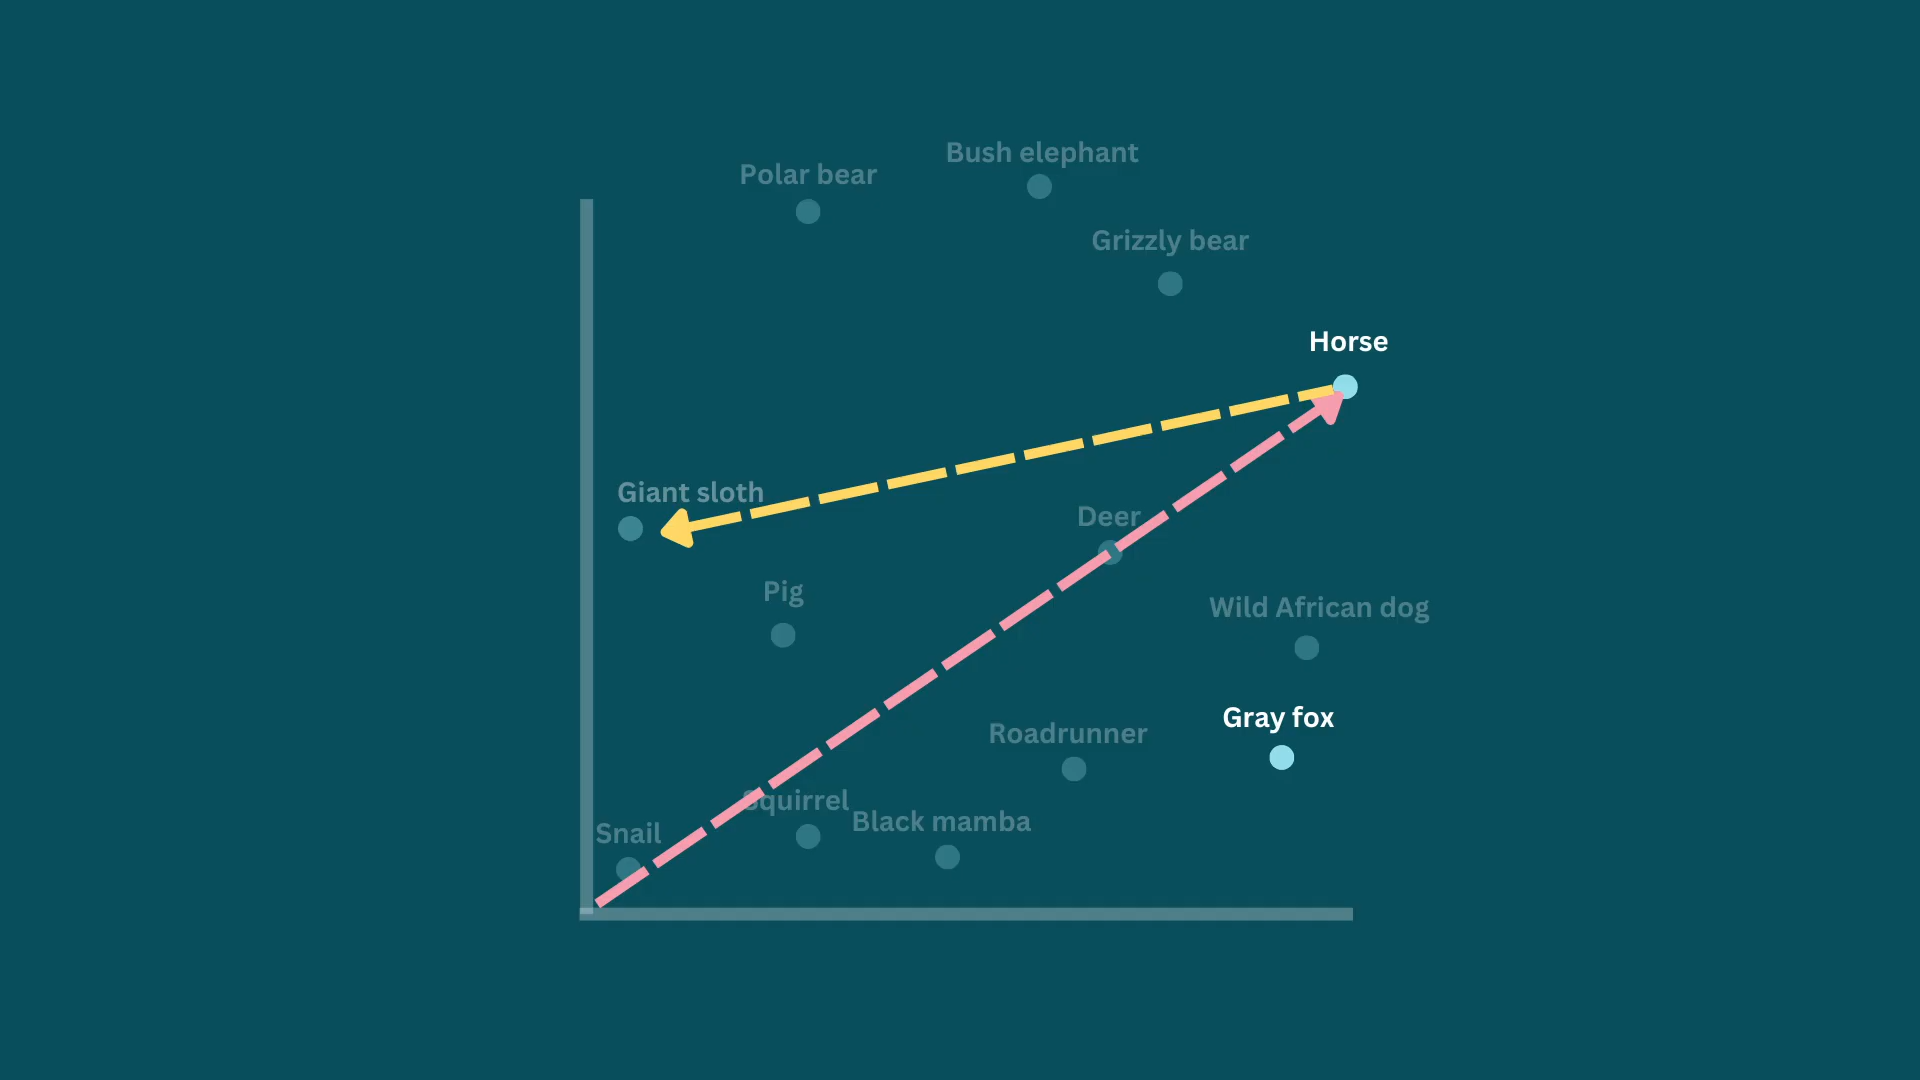 Bush elephant
Polar bear
Grizzly bear
Horse
Giant sloth
Deer
Pig
Wild African dog
Gray fox
Roadrunner
Squirrel
Black mamba
Snail